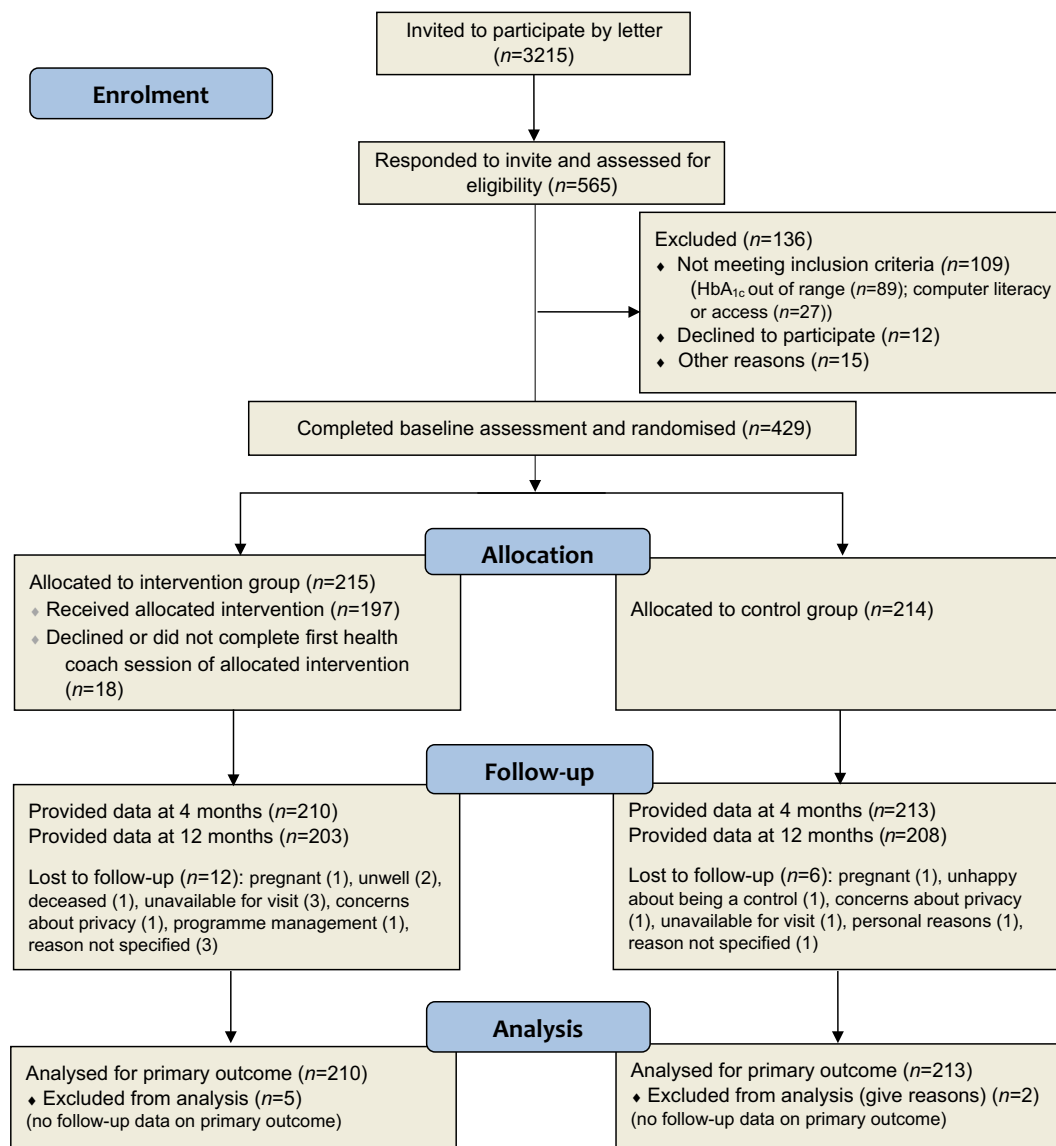 Invited to participate by letter
(n=3215)
Enrolment
Responded to invite and assessed for
eligibility (n=565)
Excluded (n=136)
♦ Not meeting inclusion criteria (n=109)
(HbA1c out of range (n=89); computer literacy
or access (n=27))
♦ Declined to participate (n=12)
♦ Other reasons (n=15)
Completed baseline assessment and randomised (n=429)
Allocation
Allocated to intervention group (n=215)
♦ Received allocated intervention (n=197)
♦ Declined or did not complete first health
coach session of allocated intervention
(n=18)
Allocated to control group (n=214)
Follow-up
Provided data at 4 months (n=210)
Provided data at 12 months (n=203)
Lost to follow-up (n=12): pregnant (1), unwell (2),
deceased (1), unavailable for visit (3), concerns
about privacy (1), programme management (1),
reason not specified (3)
Provided data at 4 months (n=213)
Provided data at 12 months (n=208)
Lost to follow-up (n=6): pregnant (1), unhappy
about being a control (1), concerns about privacy
(1), unavailable for visit (1), personal reasons (1),
reason not specified (1)
Analysis
Analysed for primary outcome (n=210)
♦ Excluded from analysis (n=5)
(no follow-up data on primary outcome)
Analysed for primary outcome (n=213)
♦ Excluded from analysis (give reasons) (n=2)
(no follow-up data on primary outcome)